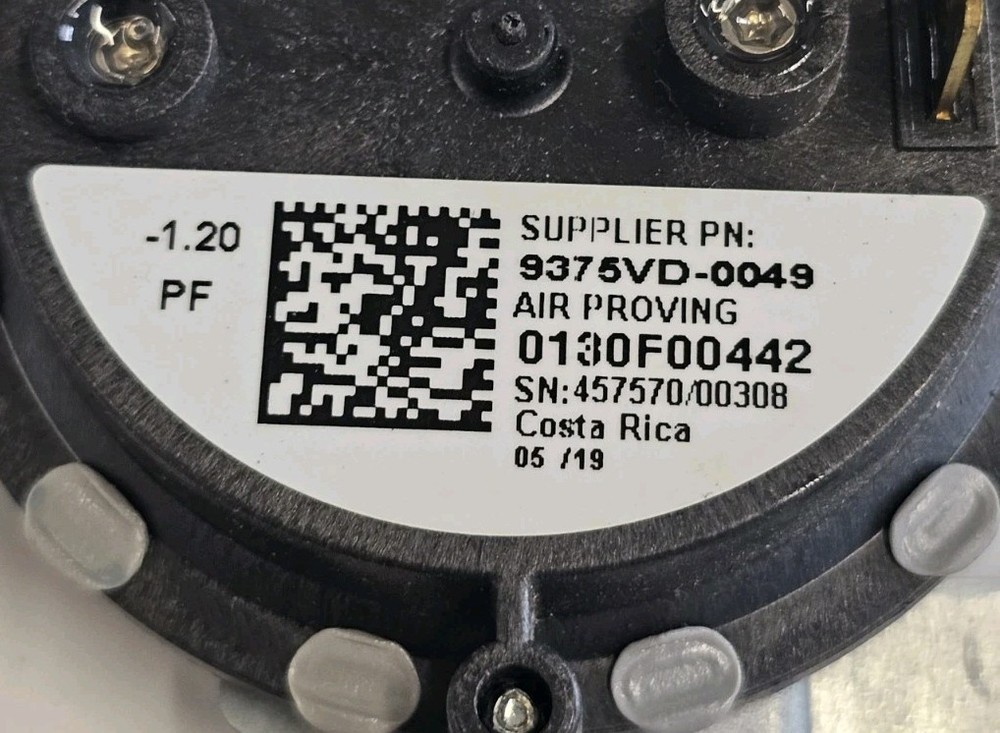 -1.20
PF
SUPPLIER PN:
9375VD-0049
AIR PROVING
0130F00442
SN:457570/00308
Costa Rica
05 /19